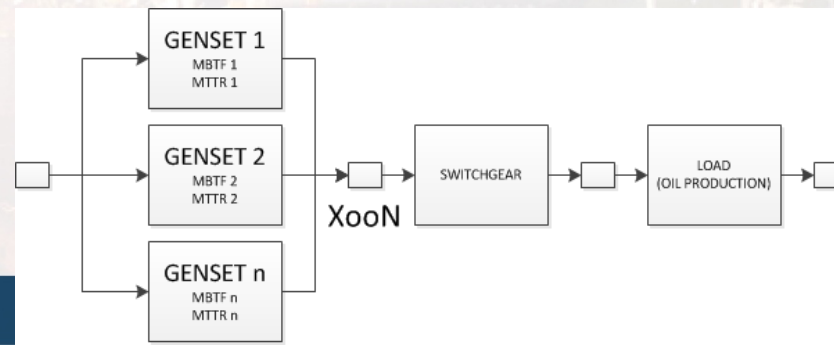 GENSET 1
MBTF 1
MTTR 1
GENSET 2
MBTF 2
MTTR 2
XooN
SWITCHGEAR
LOAD
(OIL PRODUCTION)
GENSET n
MBTF n
MTTR n